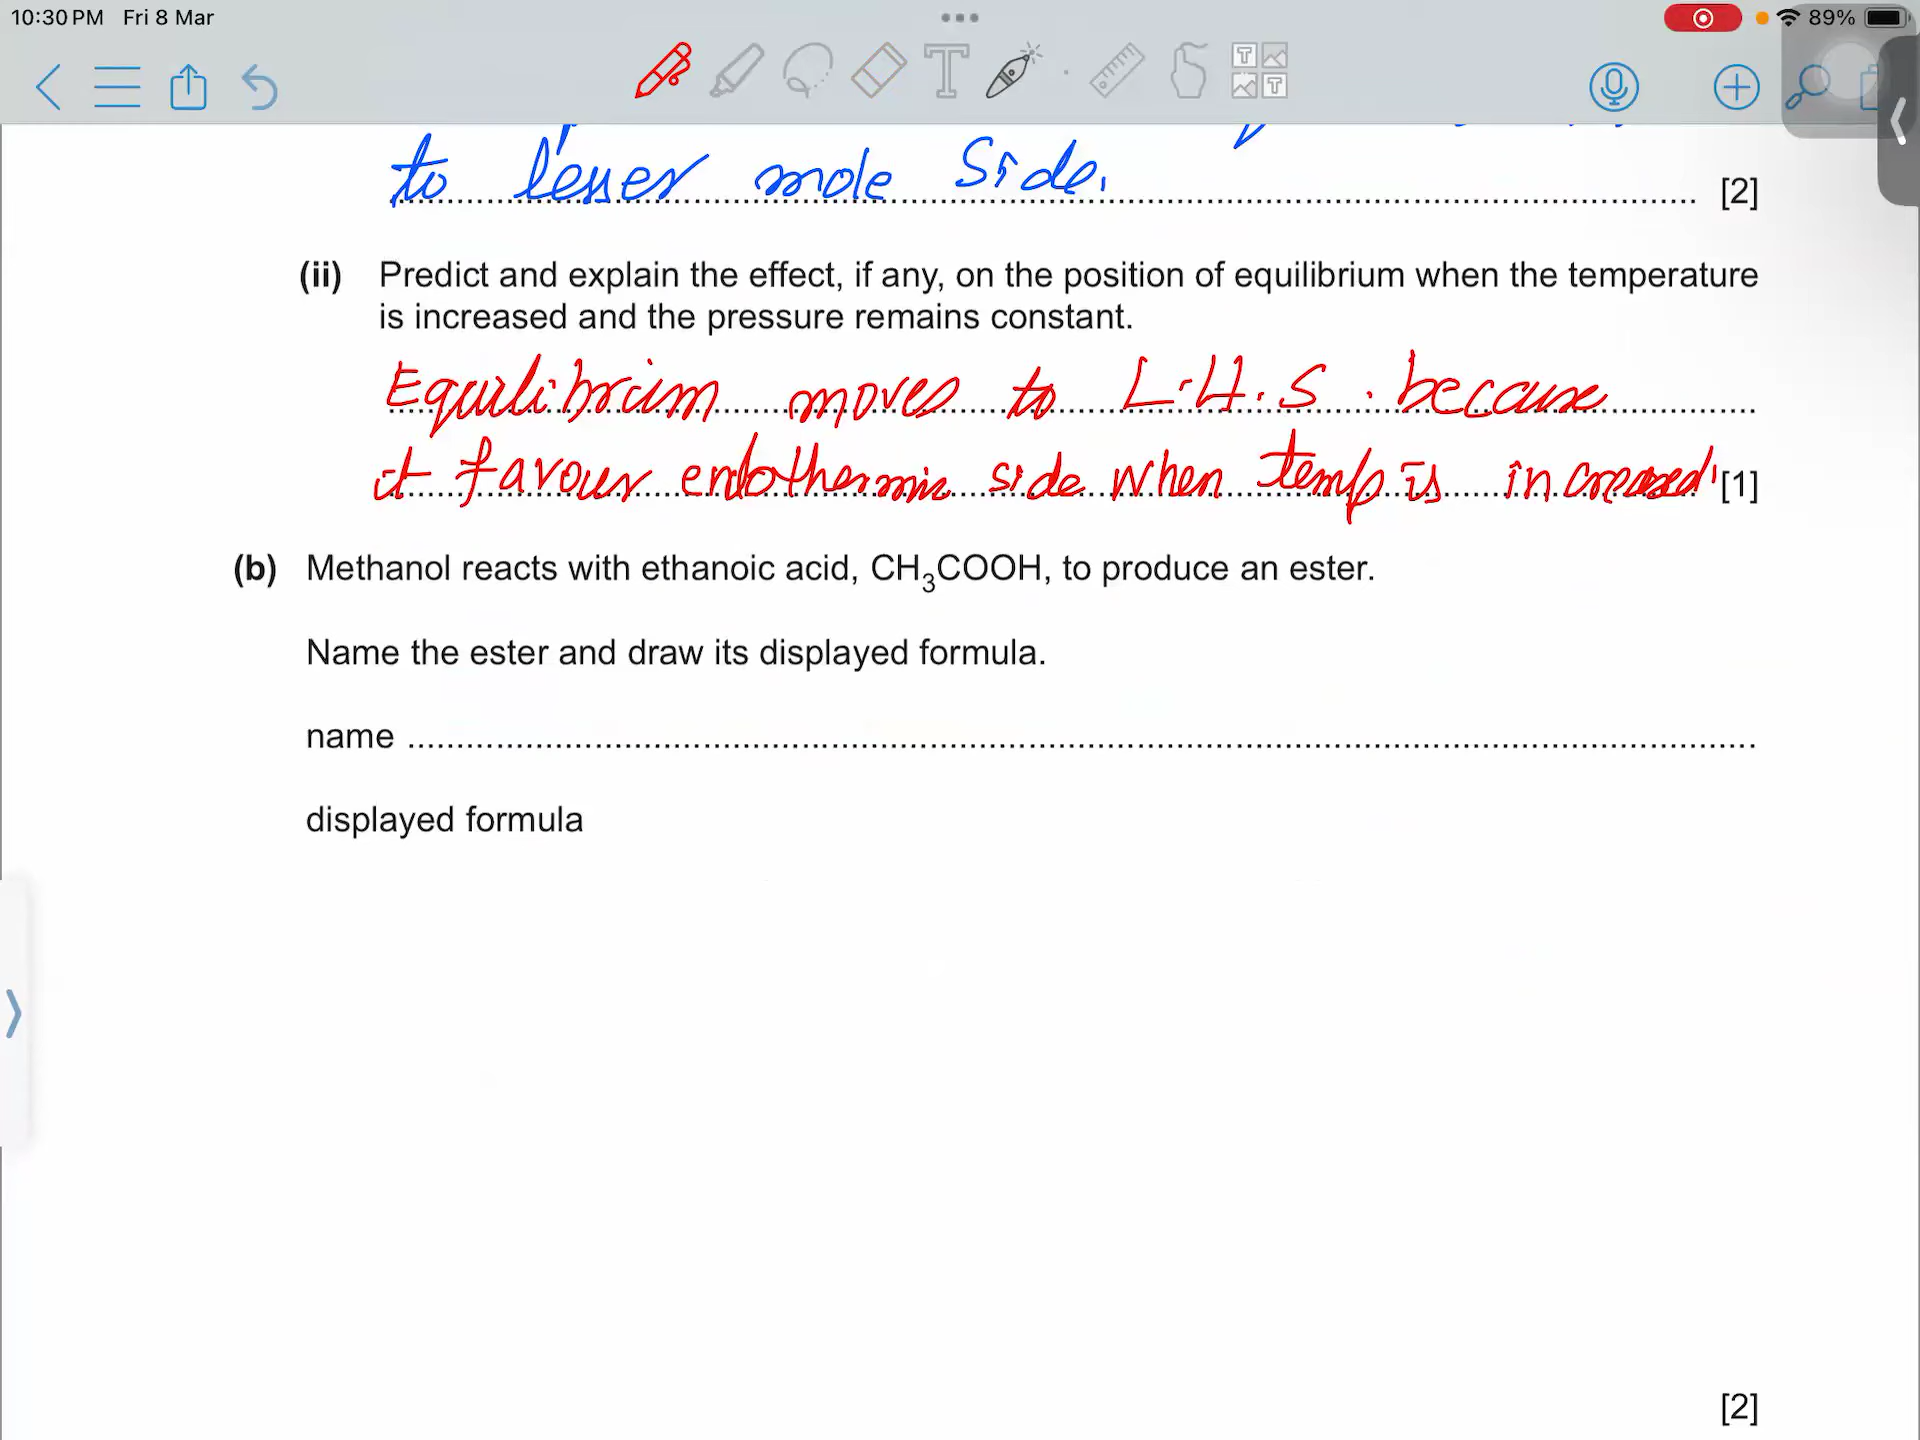 10:30 PM Fri 8 Mar 89%
to lesser mole side. [2]
(ii) Predict and explain the effect, if any, on the position of equilibrium when the temperature
is increased and the pressure remains constant.
Equilibrium moves to L.H.S. because
it favour endothermic side when temp is increased. [1]
(b) Methanol reacts with ethanoic acid, CH₃COOH, to produce an ester.
Name the ester and draw its displayed formula.
name
displayed formula
[2]